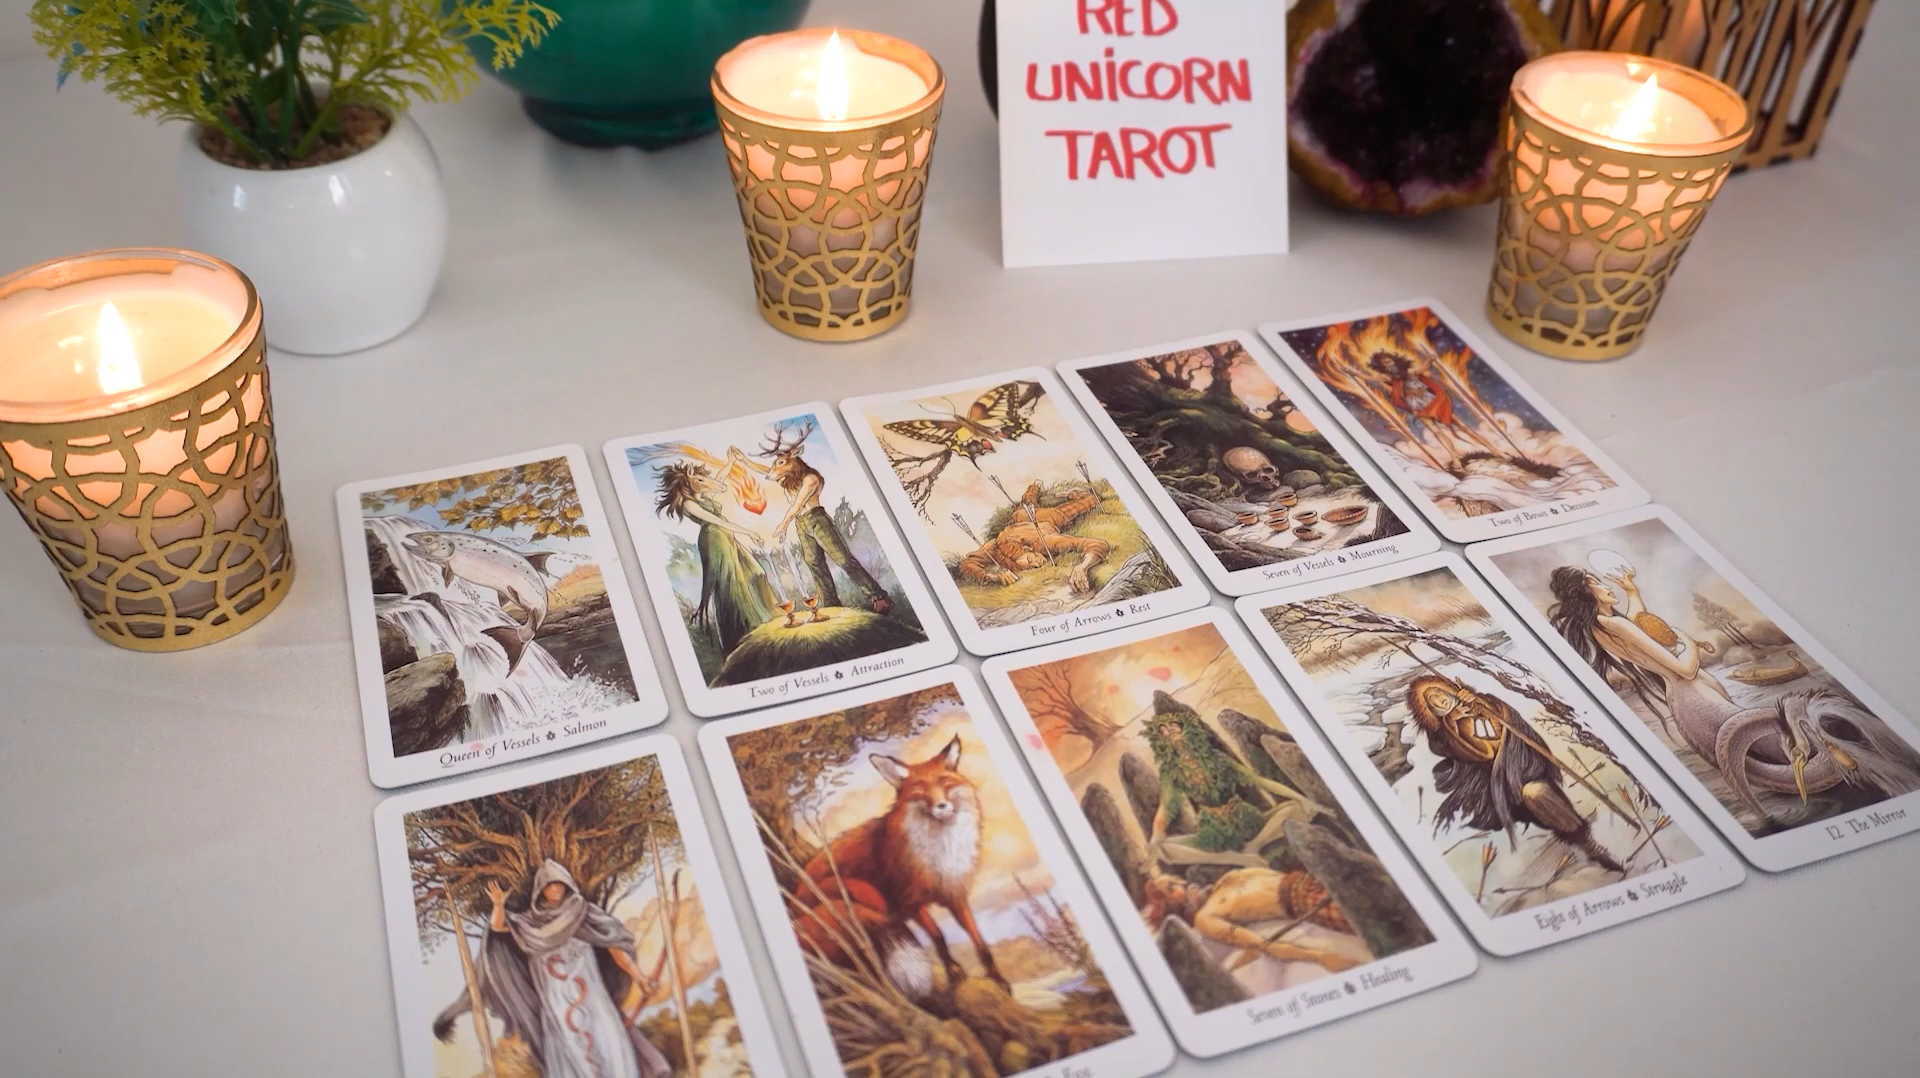 RED
UNICORN
TAROT
Two of Bows Decision
Seven of Vessels Mourning
Four of Arrows Rest
Two of Vessels Attraction
Queen of Vessels Salmon
12 The Mirror
Eight of Arrows Struggle
Seven of Stones Healing